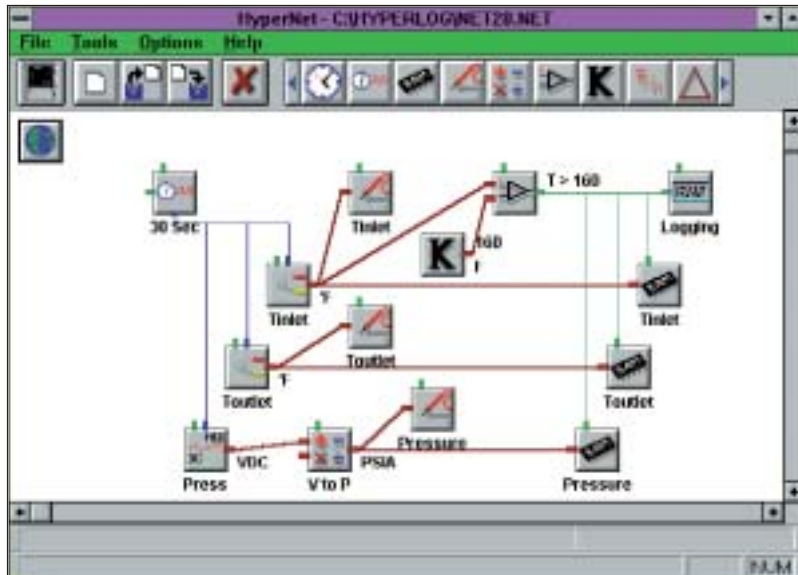 HyperNet - C:\HYPERLOG\NET28.NET
File Tools Options Help
K
T > 160
30 Sec
Tinlet
K
160
F
Logging
°F
Tinlet
Tinlet
Toutlet
°F
Toutlet
Toutlet
Pressure
VDC
PSIA
Press
V to P
Pressure
NUM